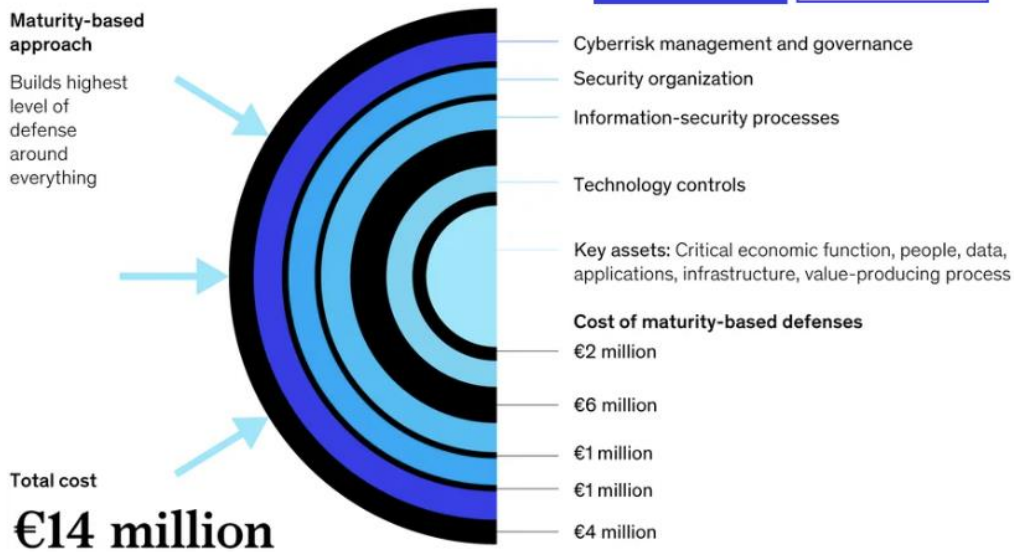 Maturity-based
approach
Builds highest
level of
defense
around
everything
Total cost
€14 million
Cyberrisk management and governance
Security organization
Information-security processes
Technology controls
Key assets: Critical economic function, people, data,
applications, infrastructure, value-producing process
Cost of maturity-based defenses
€2 million
€6 million
€1 million
€1 million
€4 million